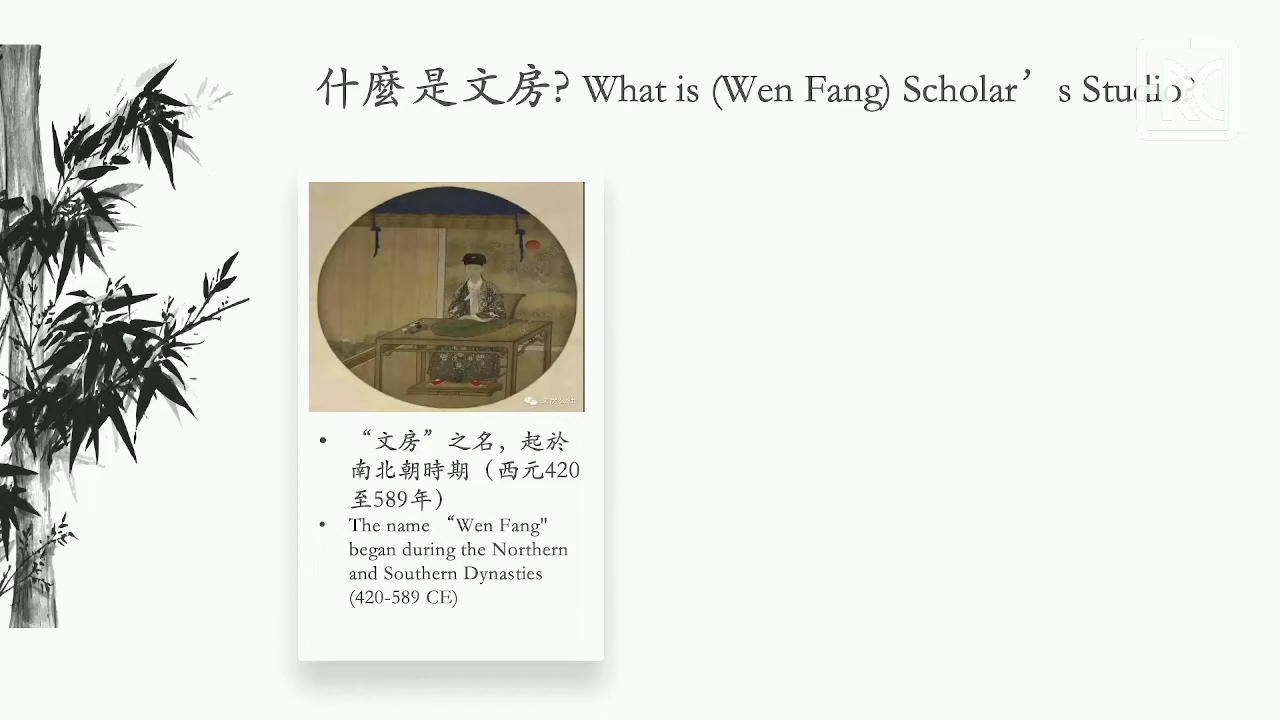 什麼是文房? What is (Wen Fang) Scholar’s Studio?
• “文房”之名，起於
南北朝時期（西元420
至589年）
• The name “Wen Fang"
began during the Northern
and Southern Dynasties
(420-589 CE)